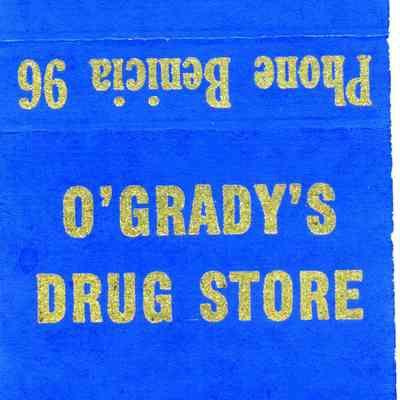 Phone Benicia 96
O'GRADY'S
DRUG STORE